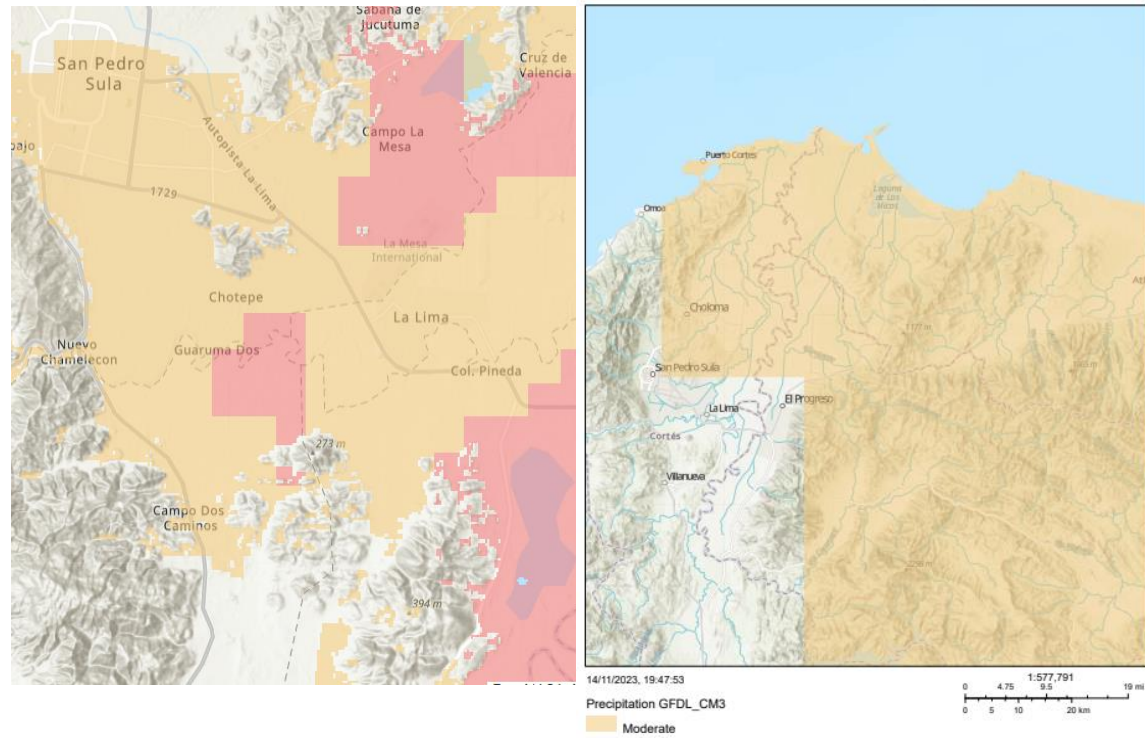 Sabana de
Jucutuma
San Pedro
Sula
Cruz de
Valencia
Campo La
Mesa
bajo
Autopista La Lima
1729
La Mesa
International
Chotepe
La Lima
Nuevo
Chamelecon
Guaruma Dos
Col. Pineda
273 m
Campo Dos
Caminos
394 m
Puerto Cortes
Laguna
de Los
Micos
Omoa
Choloma
San Pedro Sula
La Lima
El Progreso
Cortés
Villanueva
14/11/2023, 19:47:53
1:577,791
0 4.75 9.5 19 mi
0 5 10 20 km
Precipitation GFDL_CM3
Moderate